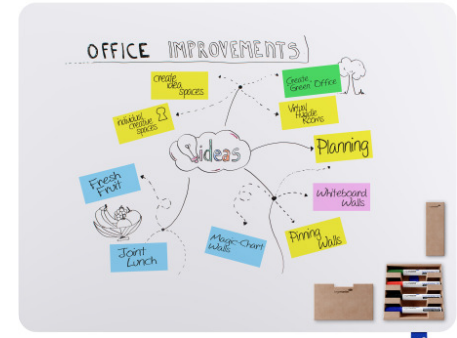 OFFICE IMPROVEMENTS
create
idea
spaces
Create
Green Office
individual
creative
spaces
Virtual
Huddle
Rooms
ideas
Planning
Fresh
Fruit
Whiteboard
Walls
Joint
Lunch
Magic-Chart
Walls
Pinning
Walls